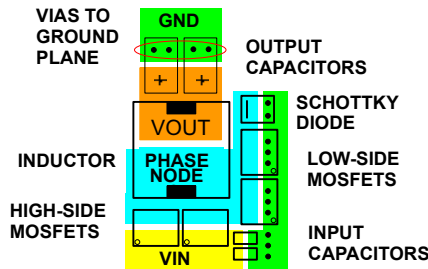 VIAS TO
GROUND
PLANE
GND
OUTPUT
CAPACITORS
+ +
VOUT
SCHOTTKY
DIODE
INDUCTOR
PHASE
NODE
LOW-SIDE
MOSFETS
HIGH-SIDE
MOSFETS
VIN
INPUT
CAPACITORS